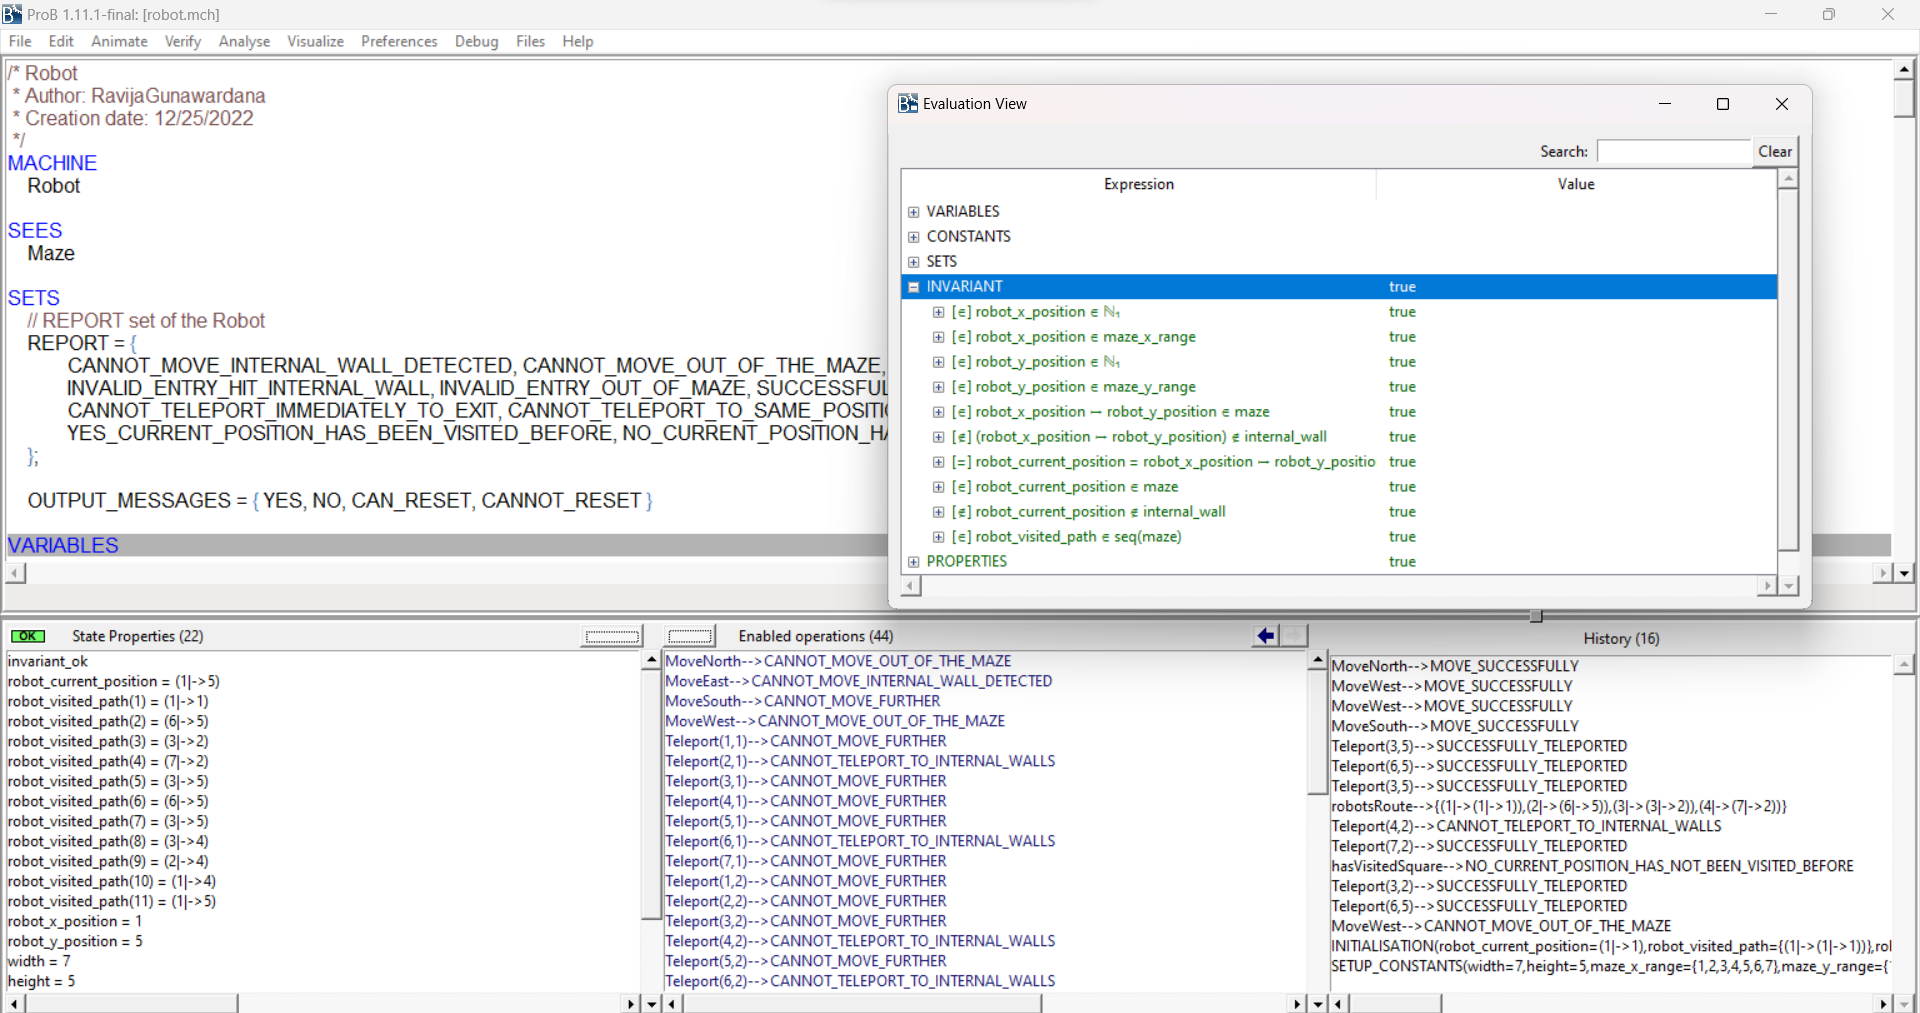 ProB 1.11.1-final: [robot.mch]
File Edit Animate Verify Analyse Visualize Preferences Debug Files Help
/* Robot
* Author: RavijaGunawardana
* Creation date: 12/25/2022
*/
MACHINE
Robot
SEES
Maze
SETS
// REPORT set of the Robot
REPORT = {
CANNOT_MOVE_INTERNAL_WALL_DETECTED, CANNOT_MOVE_OUT_OF_THE_MAZE,
INVALID_ENTRY_HIT_INTERNAL_WALL, INVALID_ENTRY_OUT_OF_MAZE, SUCCESSFUL
CANNOT_TELEPORT_IMMEDIATELY_TO_EXIT, CANNOT_TELEPORT_TO_SAME_POSITI
YES_CURRENT_POSITION_HAS_BEEN_VISITED_BEFORE, NO_CURRENT_POSITION_HA
};
OUTPUT_MESSAGES = { YES, NO, CAN_RESET, CANNOT_RESET }
VARIABLES
Evaluation View
Search: Clear
Expression Value
VARIABLES
CONSTANTS
SETS
INVARIANT true
[∈] robot_x_position ∈ ℕ₁ true
[∈] robot_x_position ∈ maze_x_range true
[∈] robot_y_position ∈ ℕ₁ true
[∈] robot_y_position ∈ maze_y_range true
[∈] robot_x_position ↦ robot_y_position ∈ maze true
[∉] (robot_x_position ↦ robot_y_position) ∉ internal_wall true
[=] robot_current_position = robot_x_position ↦ robot_y_positio true
[∈] robot_current_position ∈ maze true
[∉] robot_current_position ∉ internal_wall true
[∈] robot_visited_path ∈ seq(maze) true
PROPERTIES true
OK State Properties (22)
invariant_ok
robot_current_position = (1|->5)
robot_visited_path(1) = (1|->1)
robot_visited_path(2) = (6|->5)
robot_visited_path(3) = (3|->2)
robot_visited_path(4) = (7|->2)
robot_visited_path(5) = (3|->5)
robot_visited_path(6) = (6|->5)
robot_visited_path(7) = (3|->5)
robot_visited_path(8) = (3|->4)
robot_visited_path(9) = (2|->4)
robot_visited_path(10) = (1|->4)
robot_visited_path(11) = (1|->5)
robot_x_position = 1
robot_y_position = 5
width = 7
height = 5
Enabled operations (44)
MoveNorth-->CANNOT_MOVE_OUT_OF_THE_MAZE
MoveEast-->CANNOT_MOVE_INTERNAL_WALL_DETECTED
MoveSouth-->CANNOT_MOVE_FURTHER
MoveWest-->CANNOT_MOVE_OUT_OF_THE_MAZE
Teleport(1,1)-->CANNOT_MOVE_FURTHER
Teleport(2,1)-->CANNOT_TELEPORT_TO_INTERNAL_WALLS
Teleport(3,1)-->CANNOT_MOVE_FURTHER
Teleport(4,1)-->CANNOT_MOVE_FURTHER
Teleport(5,1)-->CANNOT_MOVE_FURTHER
Teleport(6,1)-->CANNOT_TELEPORT_TO_INTERNAL_WALLS
Teleport(7,1)-->CANNOT_MOVE_FURTHER
Teleport(1,2)-->CANNOT_MOVE_FURTHER
Teleport(2,2)-->CANNOT_MOVE_FURTHER
Teleport(3,2)-->CANNOT_MOVE_FURTHER
Teleport(4,2)-->CANNOT_TELEPORT_TO_INTERNAL_WALLS
Teleport(5,2)-->CANNOT_MOVE_FURTHER
Teleport(6,2)-->CANNOT_TELEPORT_TO_INTERNAL_WALLS
History (16)
MoveNorth-->MOVE_SUCCESSFULLY
MoveWest-->MOVE_SUCCESSFULLY
MoveWest-->MOVE_SUCCESSFULLY
MoveSouth-->MOVE_SUCCESSFULLY
Teleport(3,5)-->SUCCESSFULLY_TELEPORTED
Teleport(6,5)-->SUCCESSFULLY_TELEPORTED
Teleport(3,5)-->SUCCESSFULLY_TELEPORTED
robotsRoute-->{(1|->(1|->1)),(2|->(6|->5)),(3|->(3|->2)),(4|->(7|->2))}
Teleport(4,2)-->CANNOT_TELEPORT_TO_INTERNAL_WALLS
Teleport(7,2)-->SUCCESSFULLY_TELEPORTED
hasVisitedSquare-->NO_CURRENT_POSITION_HAS_NOT_BEEN_VISITED_BEFORE
Teleport(3,2)-->SUCCESSFULLY_TELEPORTED
Teleport(6,5)-->SUCCESSFULLY_TELEPORTED
MoveWest-->CANNOT_MOVE_OUT_OF_THE_MAZE
INITIALISATION(robot_current_position=(1|->1),robot_visited_path={(1|->(1|->1))},rol
SETUP_CONSTANTS(width=7,height=5,maze_x_range={1,2,3,4,5,6,7},maze_y_range={